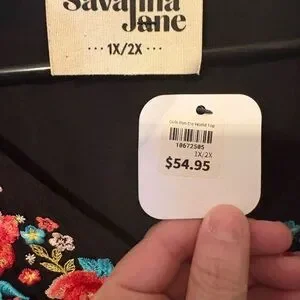 Savanna
Jane
··· 1X/2X ···
10672505
1X/2X
$54.95